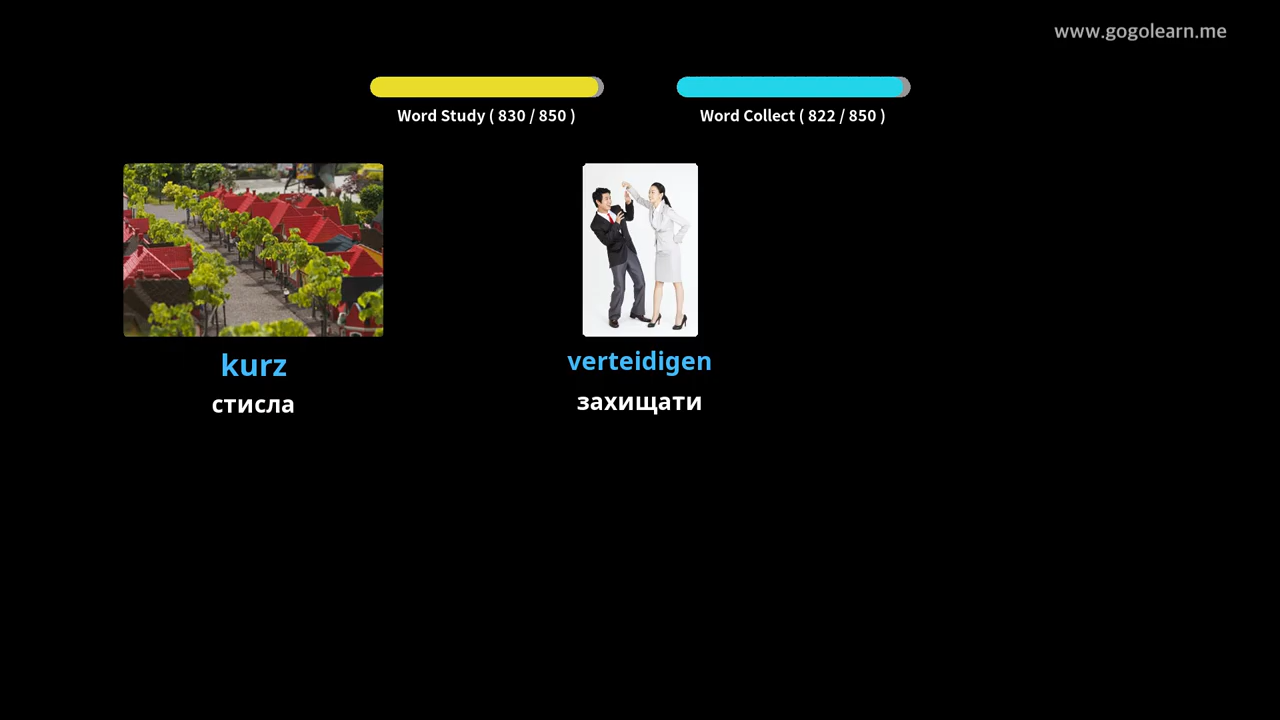 www.gogolearn.me
Word Study ( 830 / 850 )
Word Collect ( 822 / 850 )
kurz
стисла
verteidigen
захищати